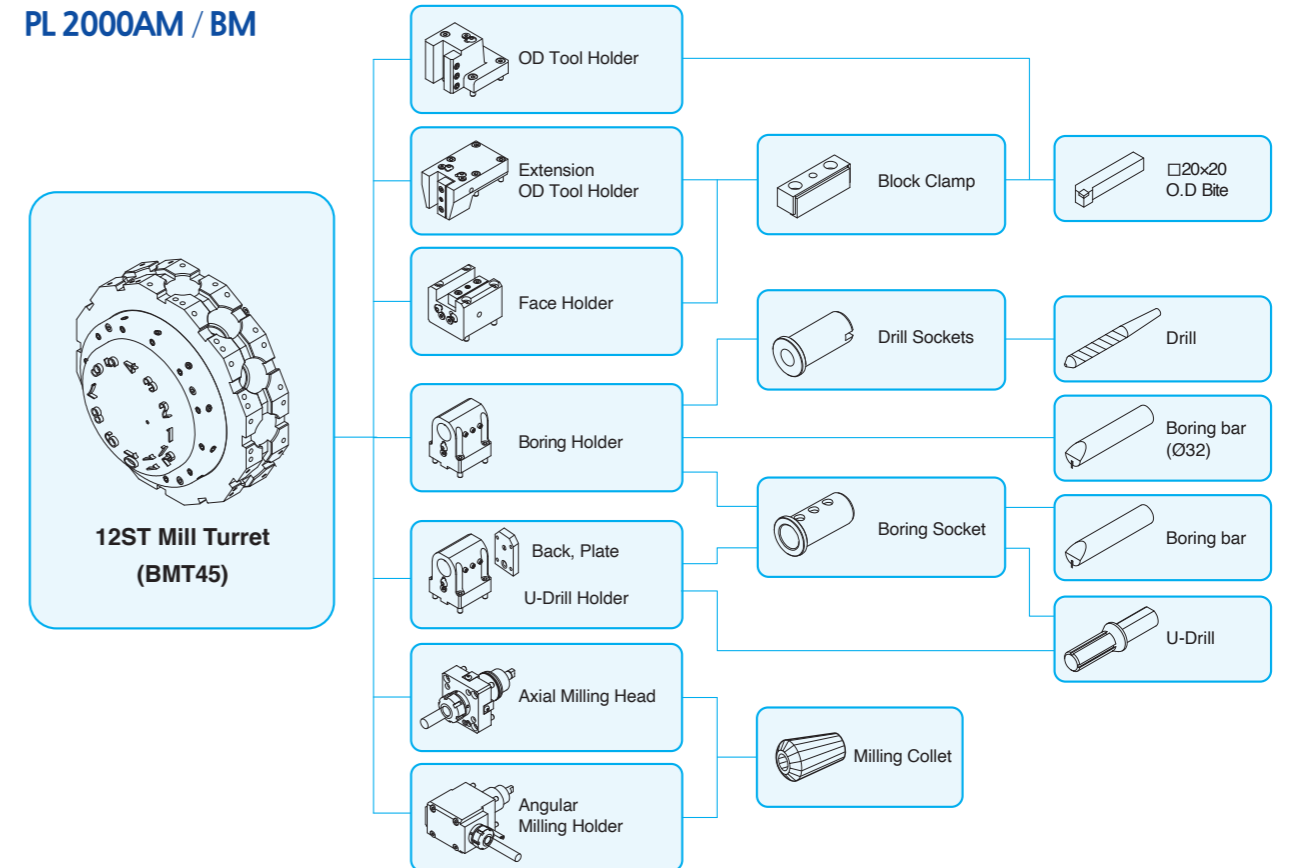 PL 2000AM / BM
12ST Mill Turret
(BMT45)
OD Tool Holder
Extension
OD Tool Holder
Face Holder
Boring Holder
Back, Plate
U-Drill Holder
Axial Milling Head
Angular
Milling Holder
Block Clamp
Drill Sockets
Boring Socket
Milling Collet
□20×20
O.D Bite
Drill
Boring bar
(Ø32)
Boring bar
U-Drill